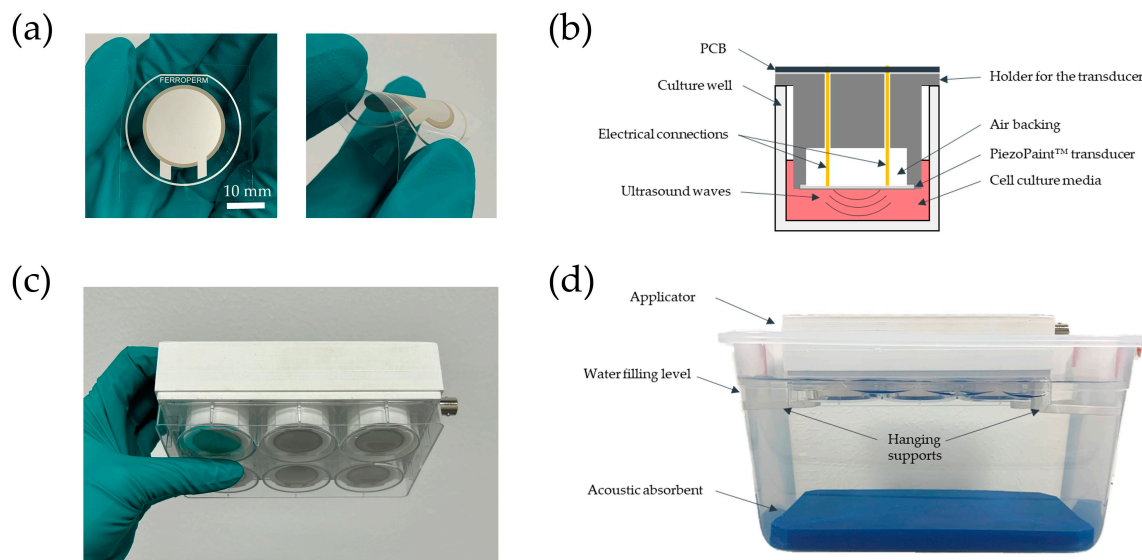 (a)
FERROPERM
10 mm
(b)
PCB
Culture well
Electrical connections
Ultrasound waves
Holder for the transducer
Air backing
PiezoPaint™ transducer
Cell culture media
(c)
(d)
Applicator
Water filling level
Hanging
supports
Acoustic absorbent